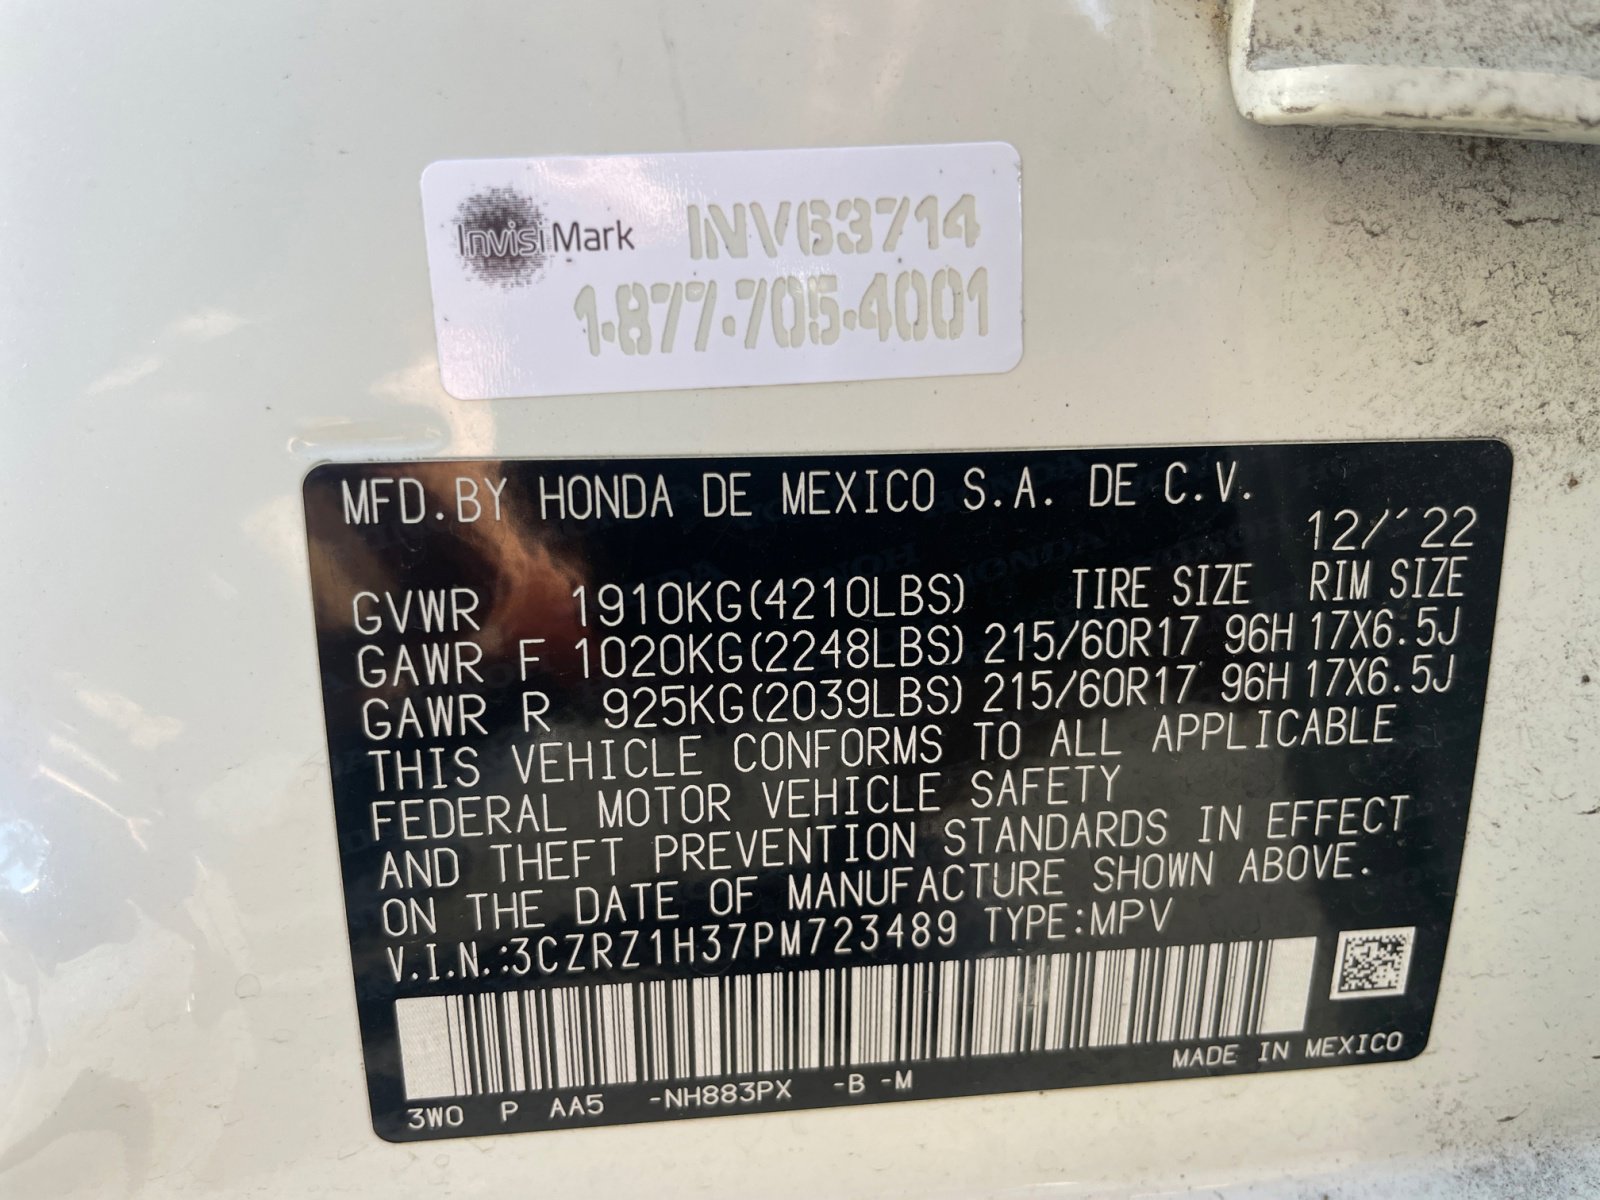 InvisiMark INV63714
1-877-705-4001
MFD.BY HONDA DE MEXICO S.A. DE C.V.
12/'22
GVWR 1910KG(4210LBS) TIRE SIZE RIM SIZE
GAWR F 1020KG(2248LBS) 215/60R17 96H 17X6.5J
GAWR R 925KG(2039LBS) 215/60R17 96H 17X6.5J
THIS VEHICLE CONFORMS TO ALL APPLICABLE
FEDERAL MOTOR VEHICLE SAFETY
AND THEFT PREVENTION STANDARDS IN EFFECT
ON THE DATE OF MANUFACTURE SHOWN ABOVE.
V.I.N.:3CZRZ1H37PM723489 TYPE:MPV
MADE IN MEXICO
3W0 P AA5 -NH883PX -B -M